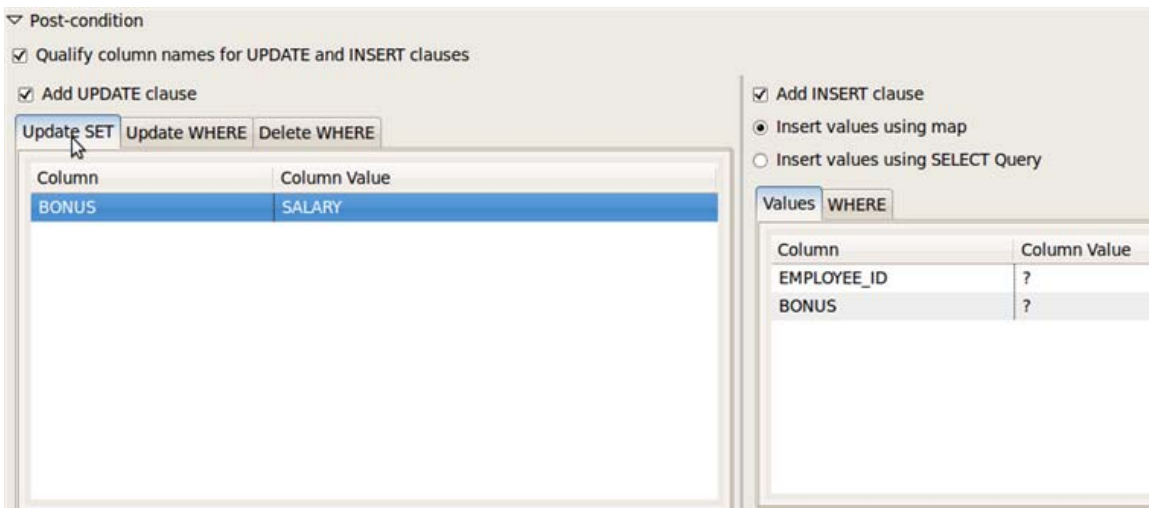 Post-condition
Qualify column names for UPDATE and INSERT clauses
Add UPDATE clause
Update SET Update WHERE Delete WHERE
Column Column Value
BONUS SALARY
Add INSERT clause
Insert values using map
Insert values using SELECT Query
Values WHERE
Column Column Value
EMPLOYEE_ID ?
BONUS ?